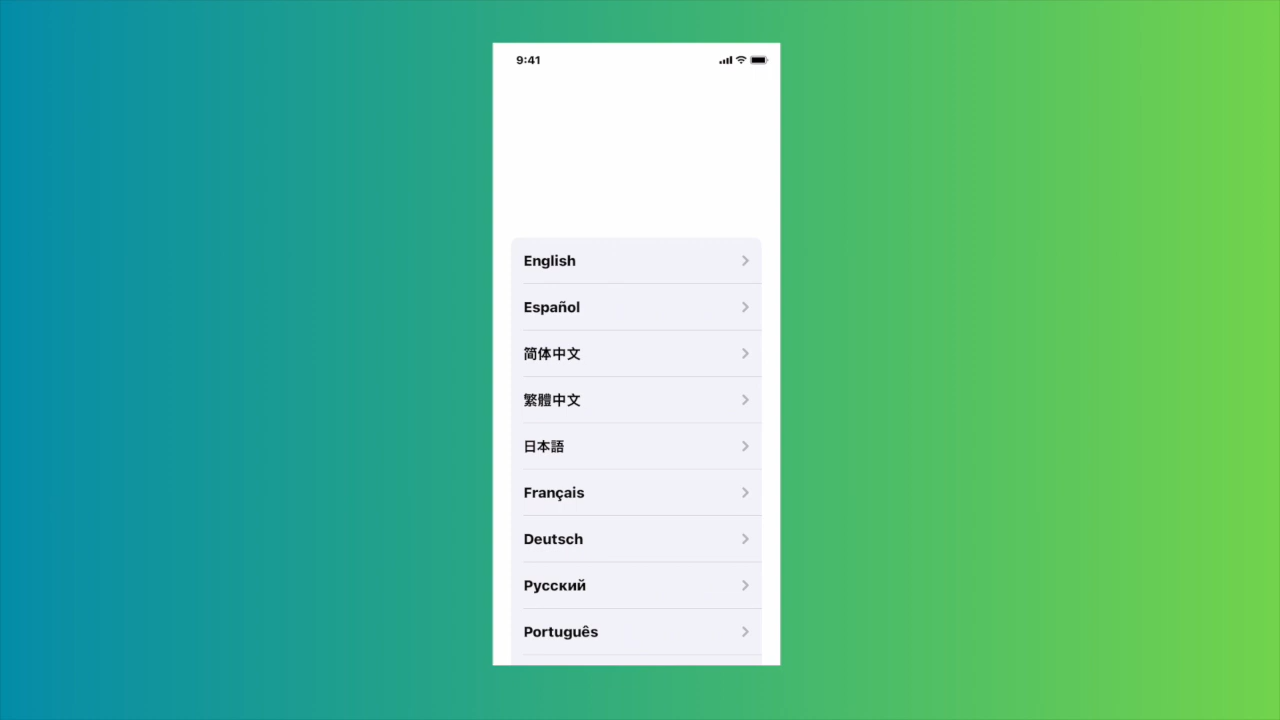 9:41
English
Español
简体中文
繁體中文
日本語
Français
Deutsch
Русский
Português